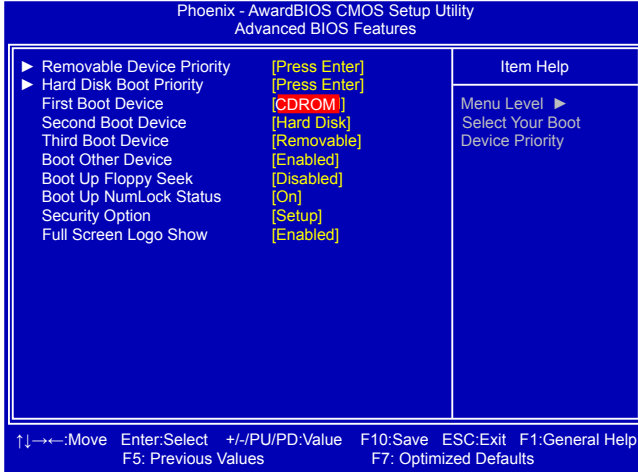 Phoenix - AwardBIOS CMOS Setup Utility
Advanced BIOS Features
► Removable Device Priority [Press Enter]
► Hard Disk Boot Priority [Press Enter]
First Boot Device [CDROM ]
Second Boot Device [Hard Disk]
Third Boot Device [Removable]
Boot Other Device [Enabled]
Boot Up Floppy Seek [Disabled]
Boot Up NumLock Status [On]
Security Option [Setup]
Full Screen Logo Show [Enabled]
Item Help
Menu Level ►
Select Your Boot
Device Priority
↑↓→←:Move Enter:Select +/-/PU/PD:Value F10:Save ESC:Exit F1:General Help
F5: Previous Values F7: Optimized Defaults